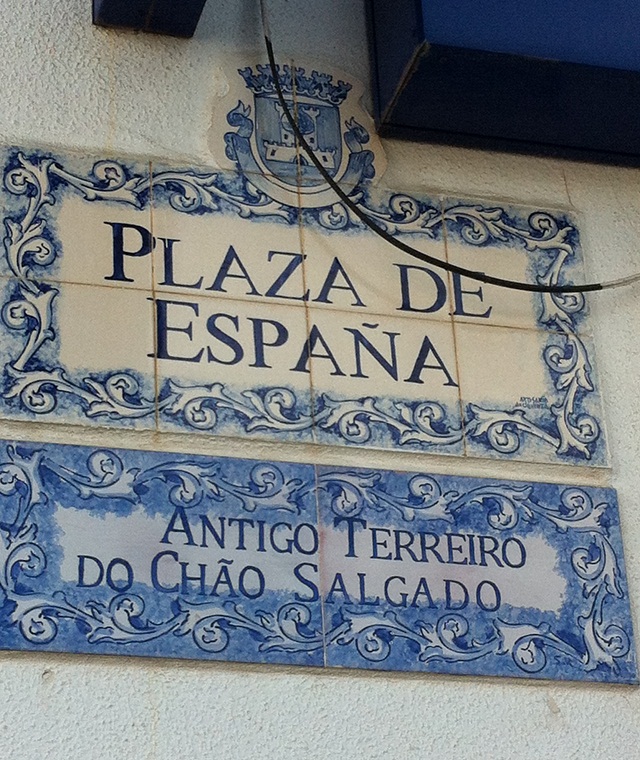 PLAZA DE
ESPAÑA
ANTIGO TERREIRO
DO CHÃO SALGADO